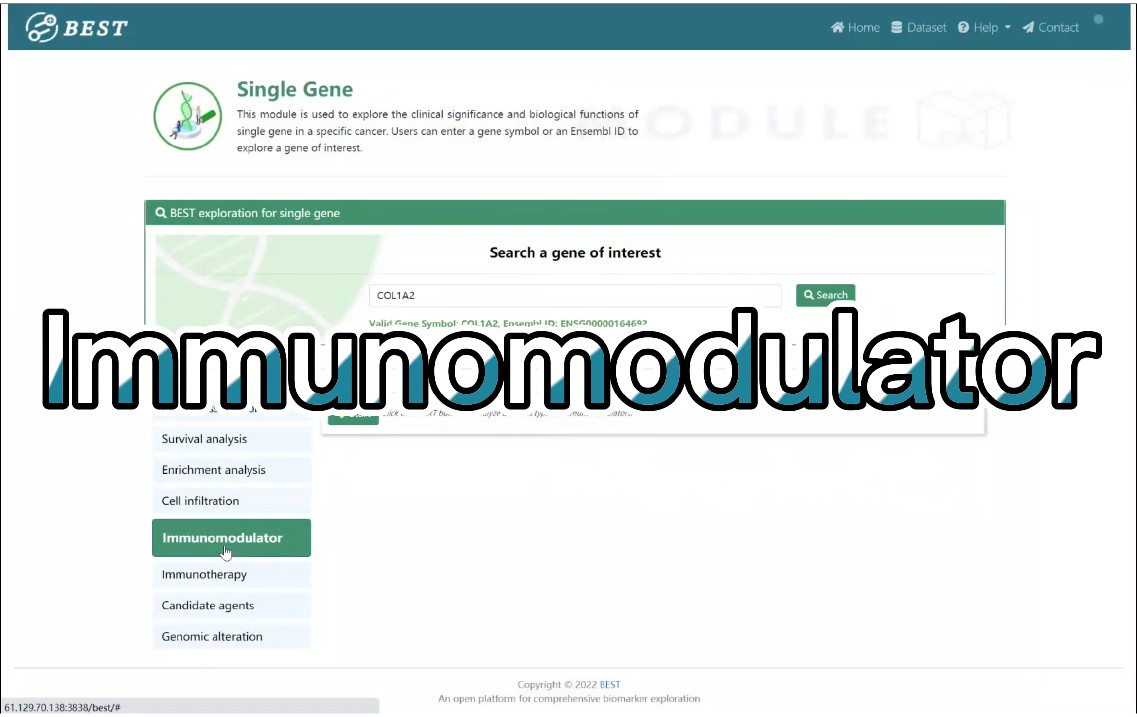 BEST
Home Dataset Help Contact
Single Gene
This module is used to explore the clinical significance and biological functions of
single gene in a specific cancer. Users can enter a gene symbol or an Ensembl ID to
explore a gene of interest.
MODULE
BEST exploration for single gene
Search a gene of interest
COL1A2
Search
Valid Gene Symbol: COL1A2, Ensembl ID: ENSG00000164692
Immunomodulator
Survival analysis
Enrichment analysis
Cell infiltration
Immunomodulator
Immunotherapy
Candidate agents
Genomic alteration
Copyright © 2022 BEST
An open platform for comprehensive biomarker exploration
61.129.70.138:3838/best/#